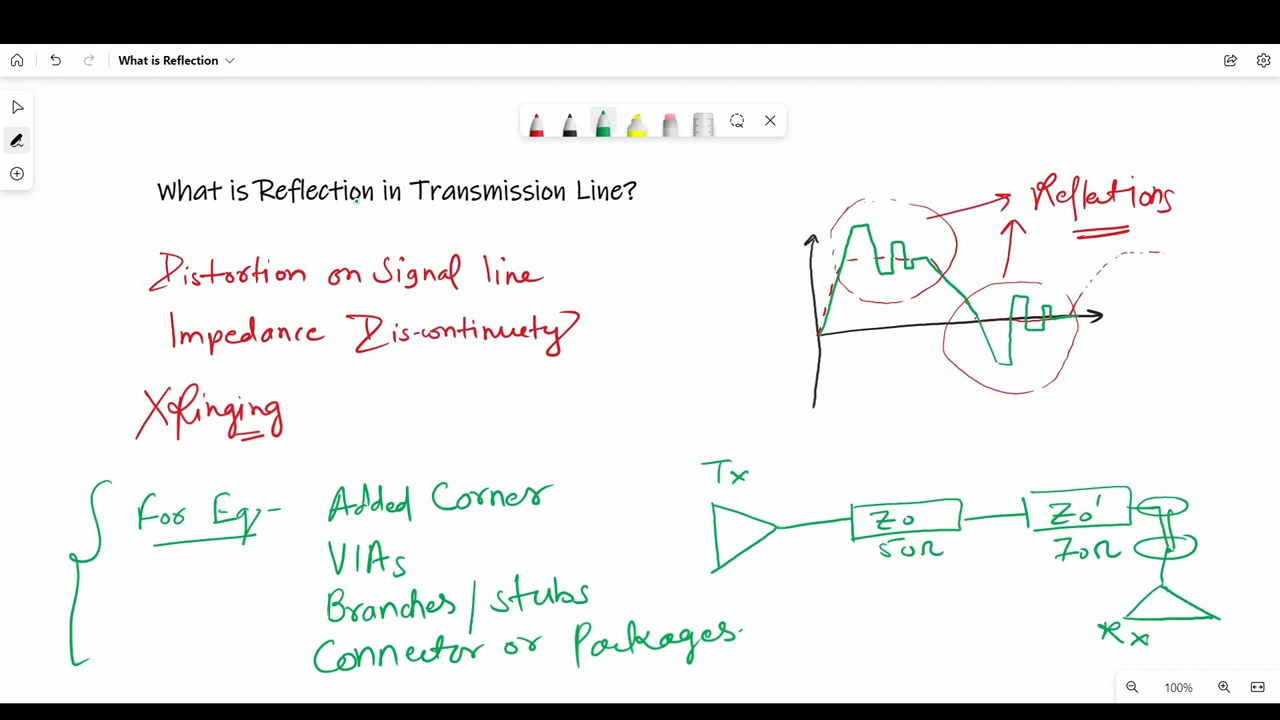 What is Reflection
What is Reflection in Transmission Line?
Distortion on Signal line
Impedance Dis-continuety
XRinging
For Eg:-
Added Corner
VIAs
Branches / stubs
Connector or Packages.
Reflections
Tx
Zo
50Ω
Zo'
70Ω
Rx
100%